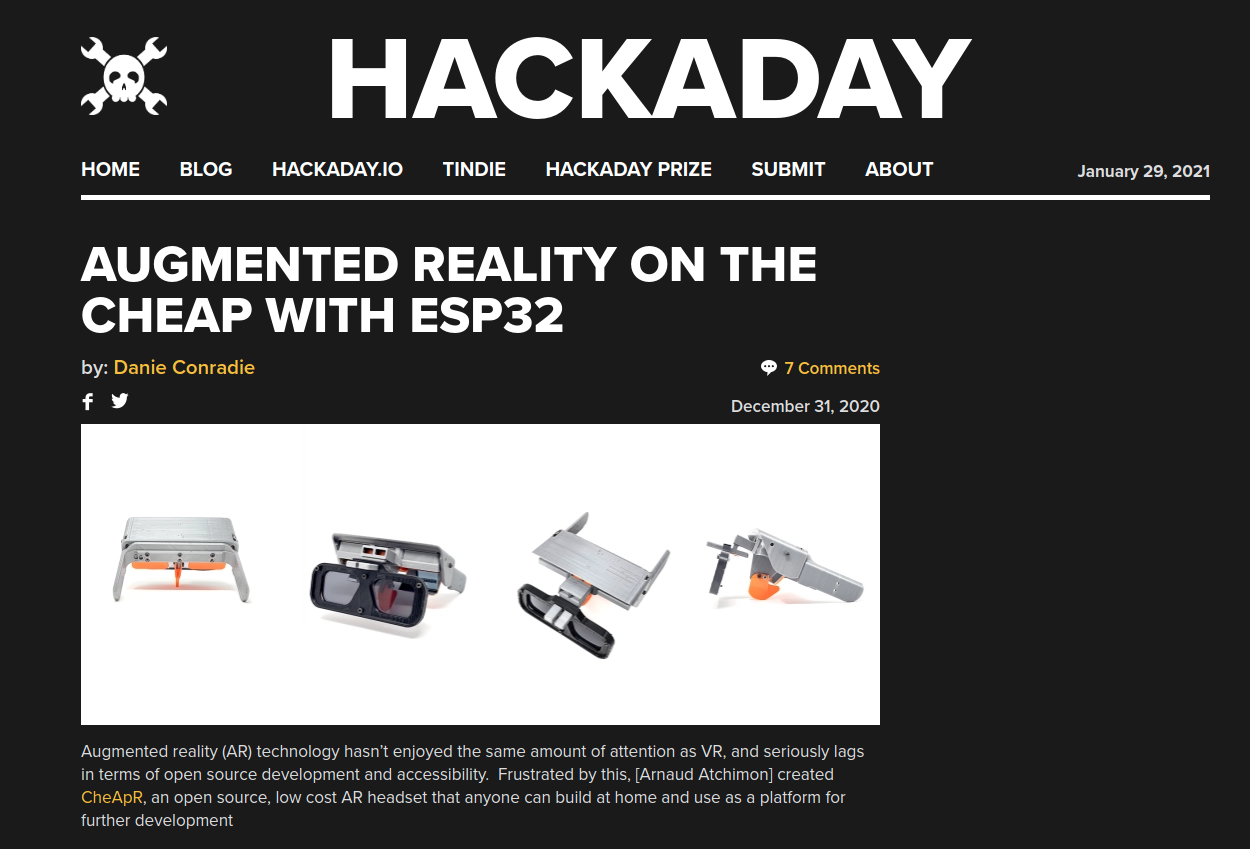 HACKADAY
HOME BLOG HACKADAY.IO TINDIE HACKADAY PRIZE SUBMIT ABOUT January 29, 2021
AUGMENTED REALITY ON THE
CHEAP WITH ESP32
by: Danie Conradie 7 Comments
December 31, 2020
Augmented reality (AR) technology hasn’t enjoyed the same amount of attention as VR, and seriously lags
in terms of open source development and accessibility.  Frustrated by this, [Arnaud Atchimon] created
CheApR, an open source, low cost AR headset that anyone can build at home and use as a platform for
further development